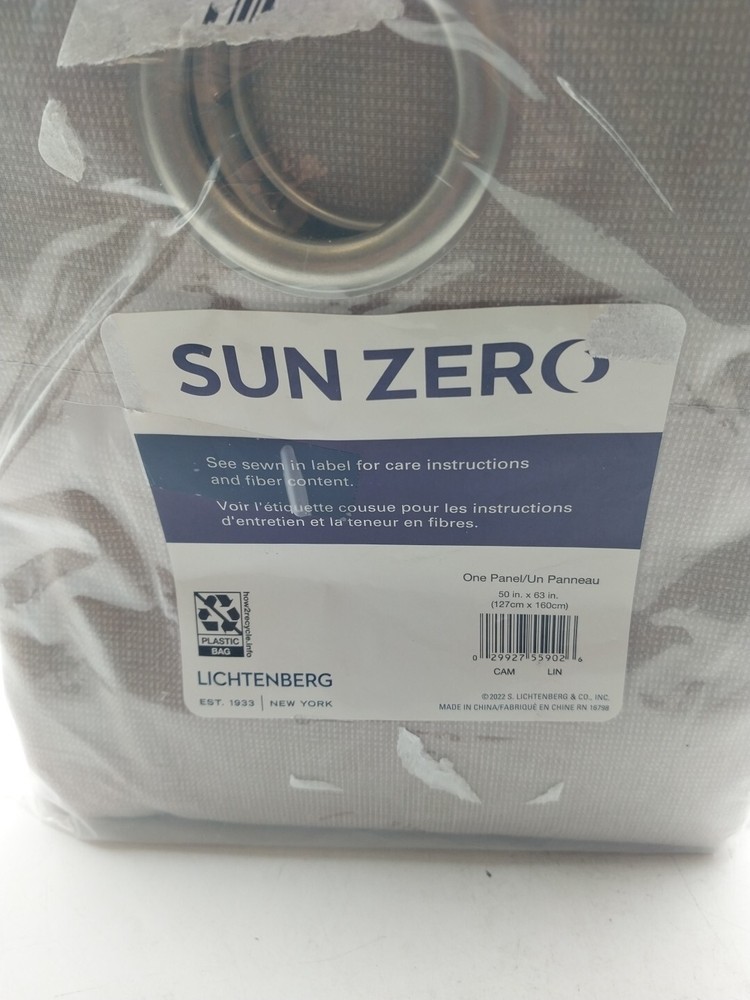 SUN ZERO
See sewn in label for care instructions
and fiber content.
Voir l'étiquette cousue pour les instructions
d'entretien et la teneur en fibres.
One Panel/Un Panneau
50 in. x 63 in.
(127cm x 160cm)
0 29927 55902 6
CAM LIN
how2recycle.info
PLASTIC
BAG
LICHTENBERG
EST. 1933 | NEW YORK
©2022 S. LICHTENBERG & CO., INC.
MADE IN CHINA/FABRIQUÉ EN CHINE RN 16798